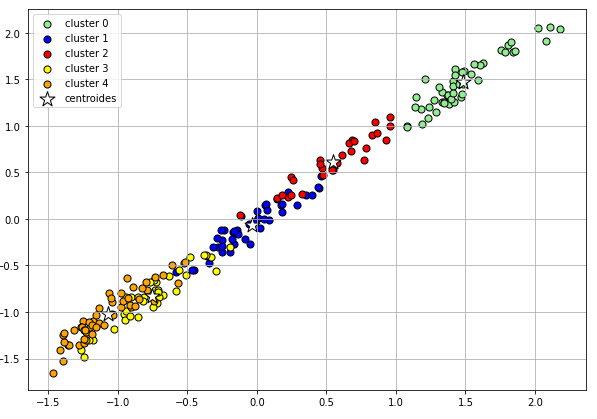 cluster 0
cluster 1
cluster 2
cluster 3
cluster 4
centroides
2.0
1.5
1.0
0.5
0.0
−0.5
−1.0
−1.5
−1.5 −1.0 −0.5 0.0 0.5 1.0 1.5 2.0